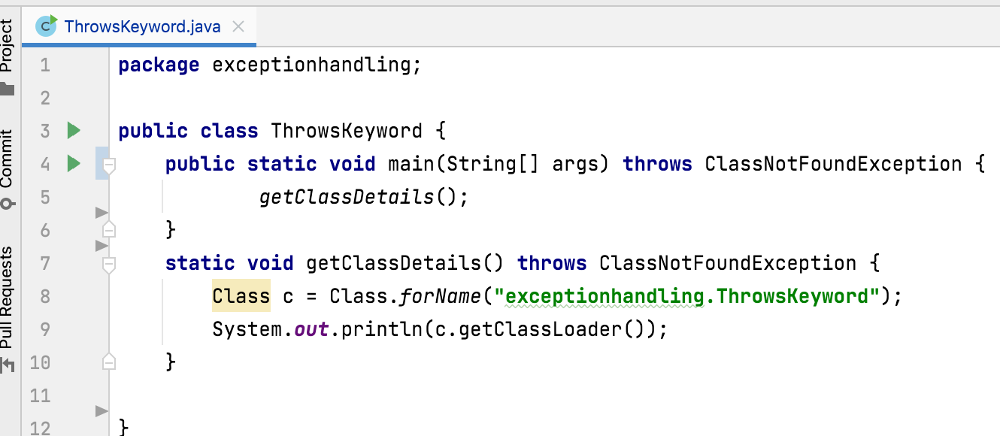 ThrowsKeyword.java
Project
Commit
Pull Requests
1 package exceptionhandling;
2
3 public class ThrowsKeyword {
4     public static void main(String[] args) throws ClassNotFoundException {
5             getClassDetails();
6     }
7     static void getClassDetails() throws ClassNotFoundException {
8         Class c = Class.forName("exceptionhandling.ThrowsKeyword");
9         System.out.println(c.getClassLoader());
10     }
11
12 }